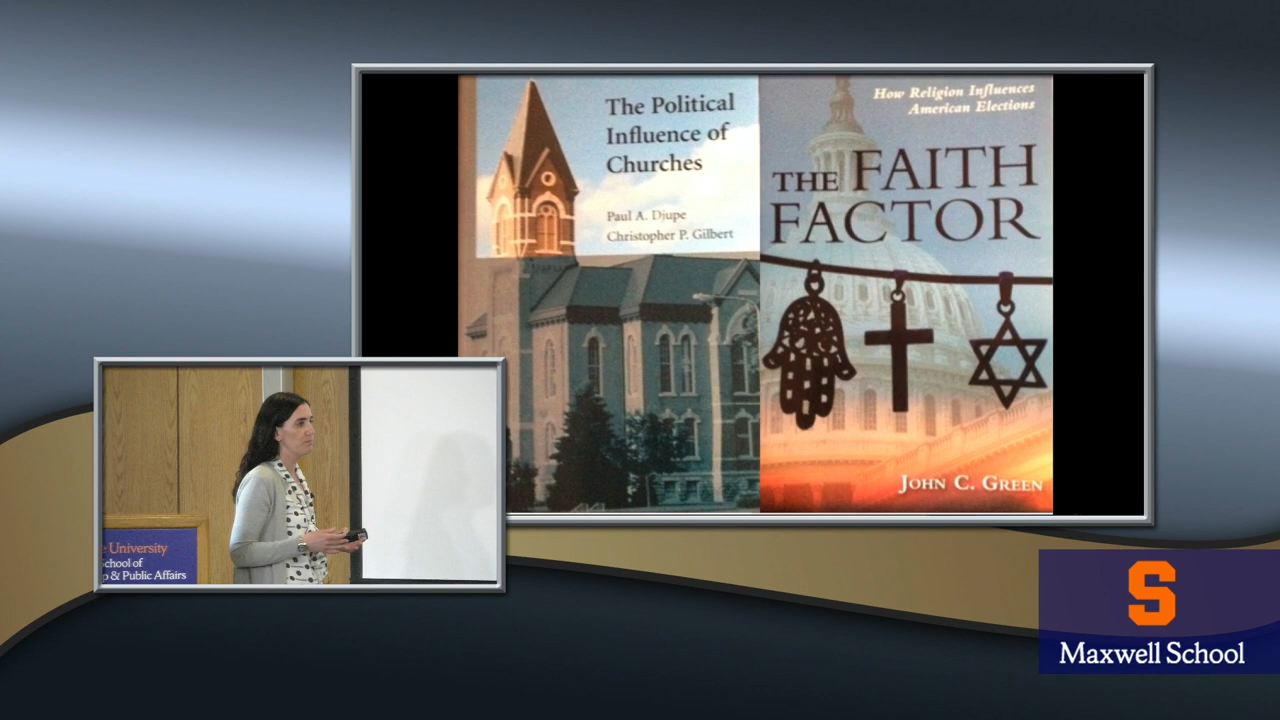 The Political
Influence of
Churches
Paul A. Djupe
Christopher P. Gilbert
How Religion Influences
American Elections
THE FAITH
FACTOR
JOHN C. GREEN
University
School of
& Public Affairs
S
Maxwell School